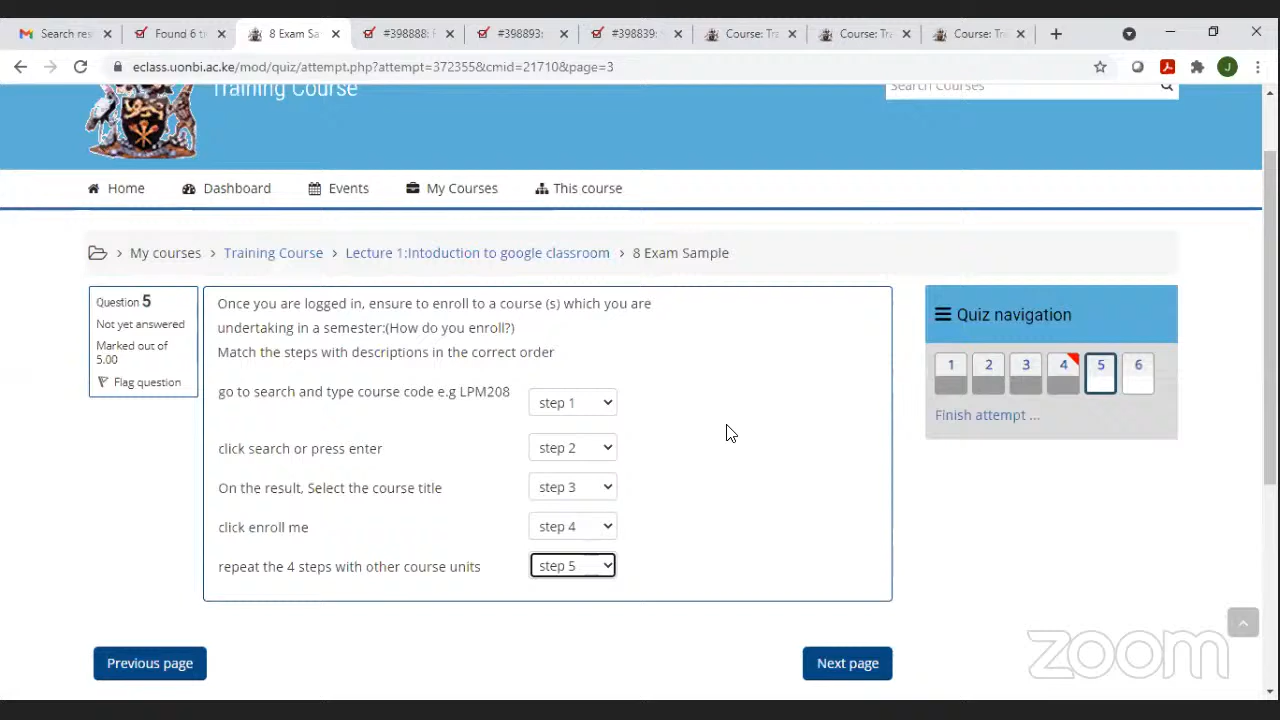 Search res
Found 6 ti
8 Exam Sa
#398888: F
#398893:
#398839:
Course: Tra
Course: Tra
Course: Tra
eclass.uonbi.ac.ke/mod/quiz/attempt.php?attempt=372355&cmid=21710&page=3
J
Training Course
Search Courses
Home
Dashboard
Events
My Courses
This course
> My courses > Training Course > Lecture 1:Intoduction to google classroom > 8 Exam Sample
Question 5
Not yet answered
Marked out of
5.00
Flag question
Once you are logged in, ensure to enroll to a course (s) which you are
undertaking in a semester:(How do you enroll?)
Match the steps with descriptions in the correct order
go to search and type course code e.g LPM208
step 1
click search or press enter
step 2
On the result, Select the course title
step 3
click enroll me
step 4
repeat the 4 steps with other course units
step 5
Quiz navigation
1 2 3 4 5 6
Finish attempt ...
Previous page
Next page
zoom